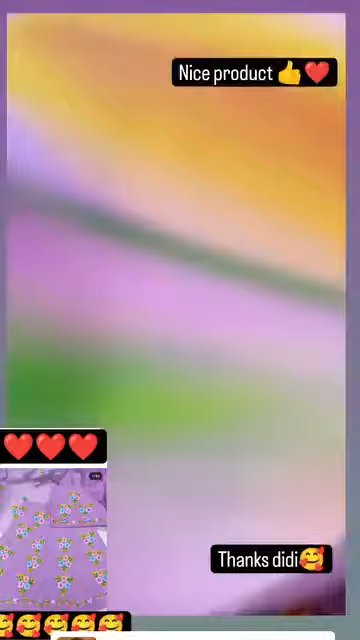 Nice product 👍❤️
❤️❤️❤️
Thanks didi🥰
🥰🥰🥰🥰🥰